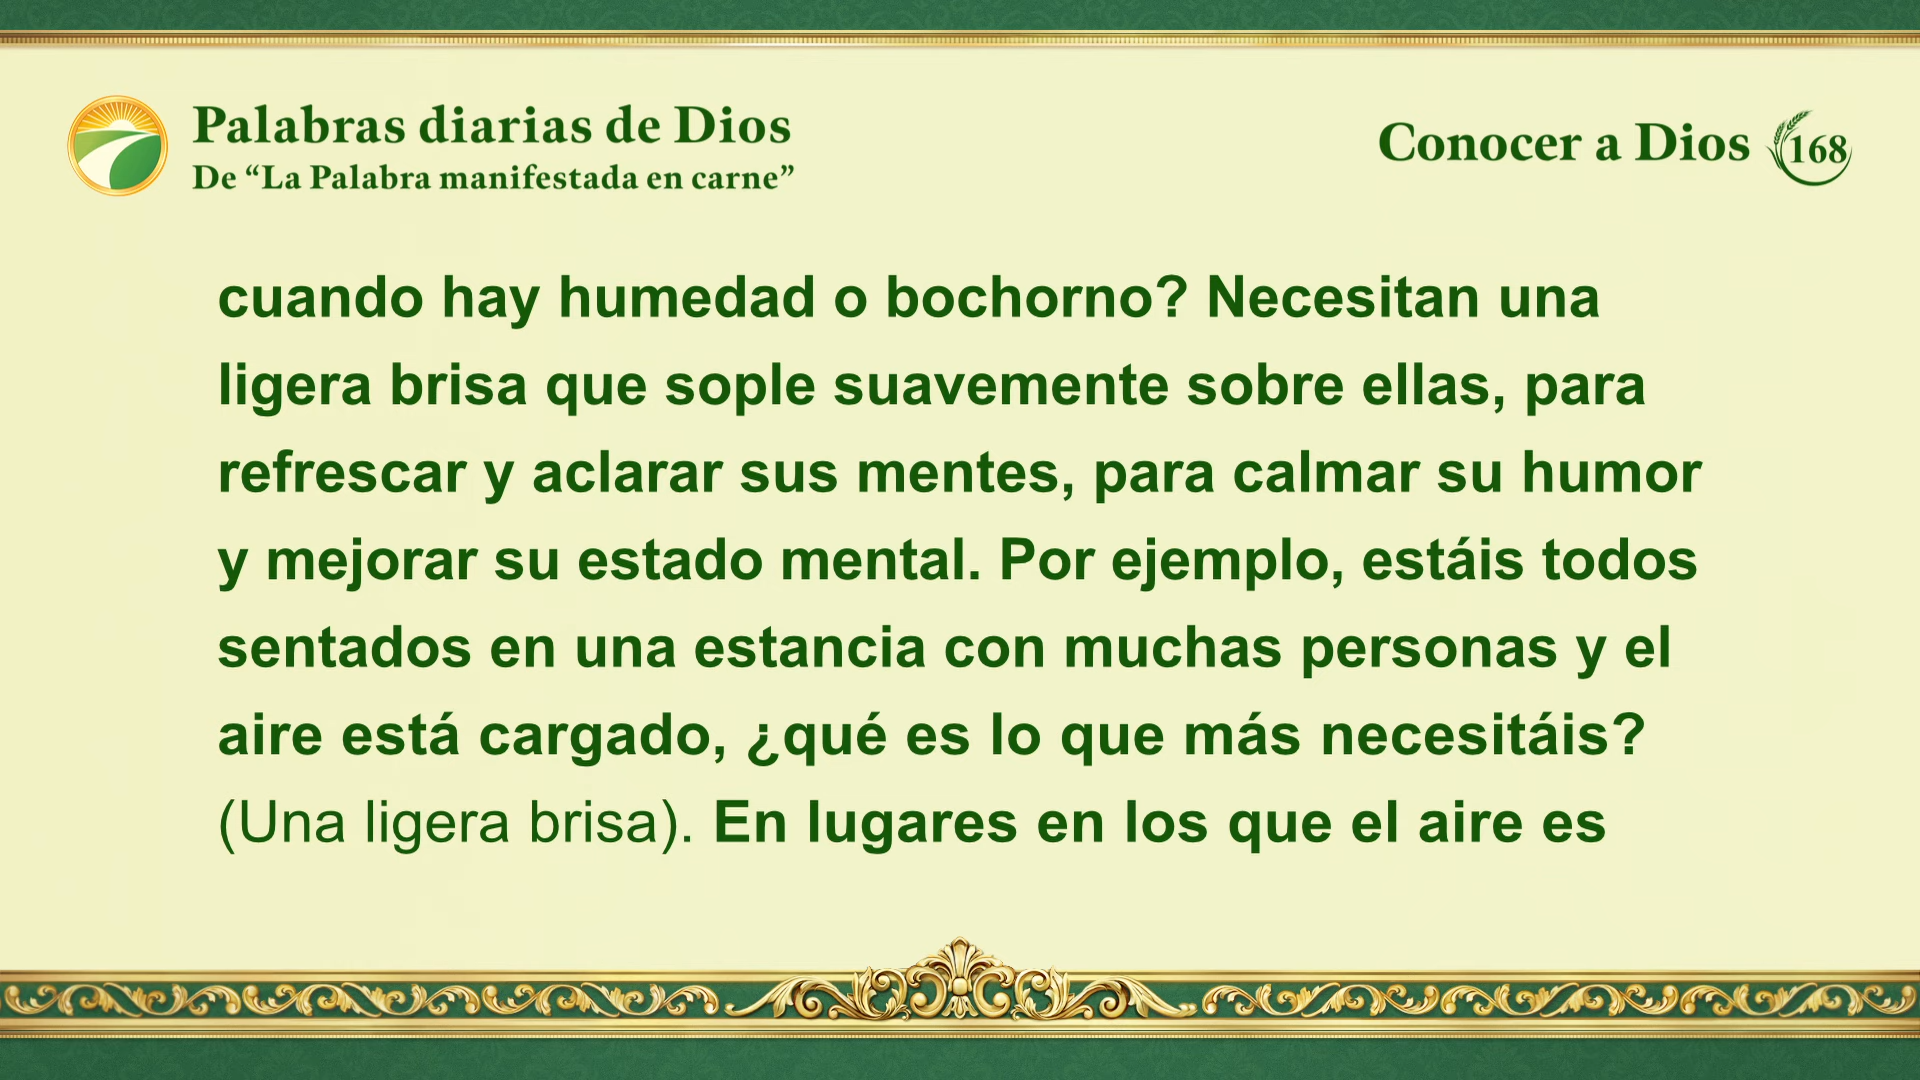 Palabras diarias de Dios
De “La Palabra manifestada en carne”
Conocer a Dios 168
cuando hay humedad o bochorno? Necesitan una
ligera brisa que sople suavemente sobre ellas, para
refrescar y aclarar sus mentes, para calmar su humor
y mejorar su estado mental. Por ejemplo, estáis todos
sentados en una estancia con muchas personas y el
aire está cargado, ¿qué es lo que más necesitáis?
(Una ligera brisa). En lugares en los que el aire es